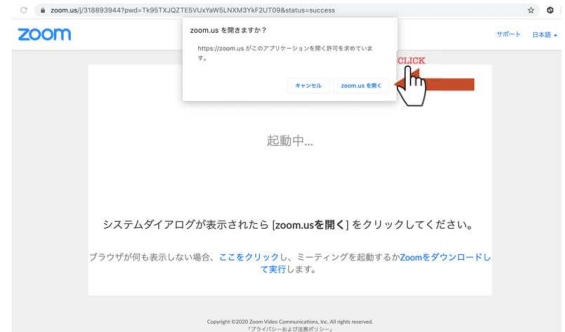 zoom.us/j/318893944?pwd=Tk95TXJQZTE5VUxYaW5LNXM3YkF2UT09&status=success
zoom
サポート 日本語
zoom.us を開きますか？
https://zoom.us がこのアプリケーションを開く許可を求めていま
す。
キャンセル zoom.us を開く
CLICK
起動中...
システムダイアログが表示されたら [zoom.usを開く] をクリックしてください。
ブラウザが何も表示しない場合、ここをクリックし、ミーティングを起動するかZoomをダウンロードし
て実行します。
Copyright ©2020 Zoom Video Communications, Inc. All rights reserved.
「プライバシーおよび法務ポリシー」